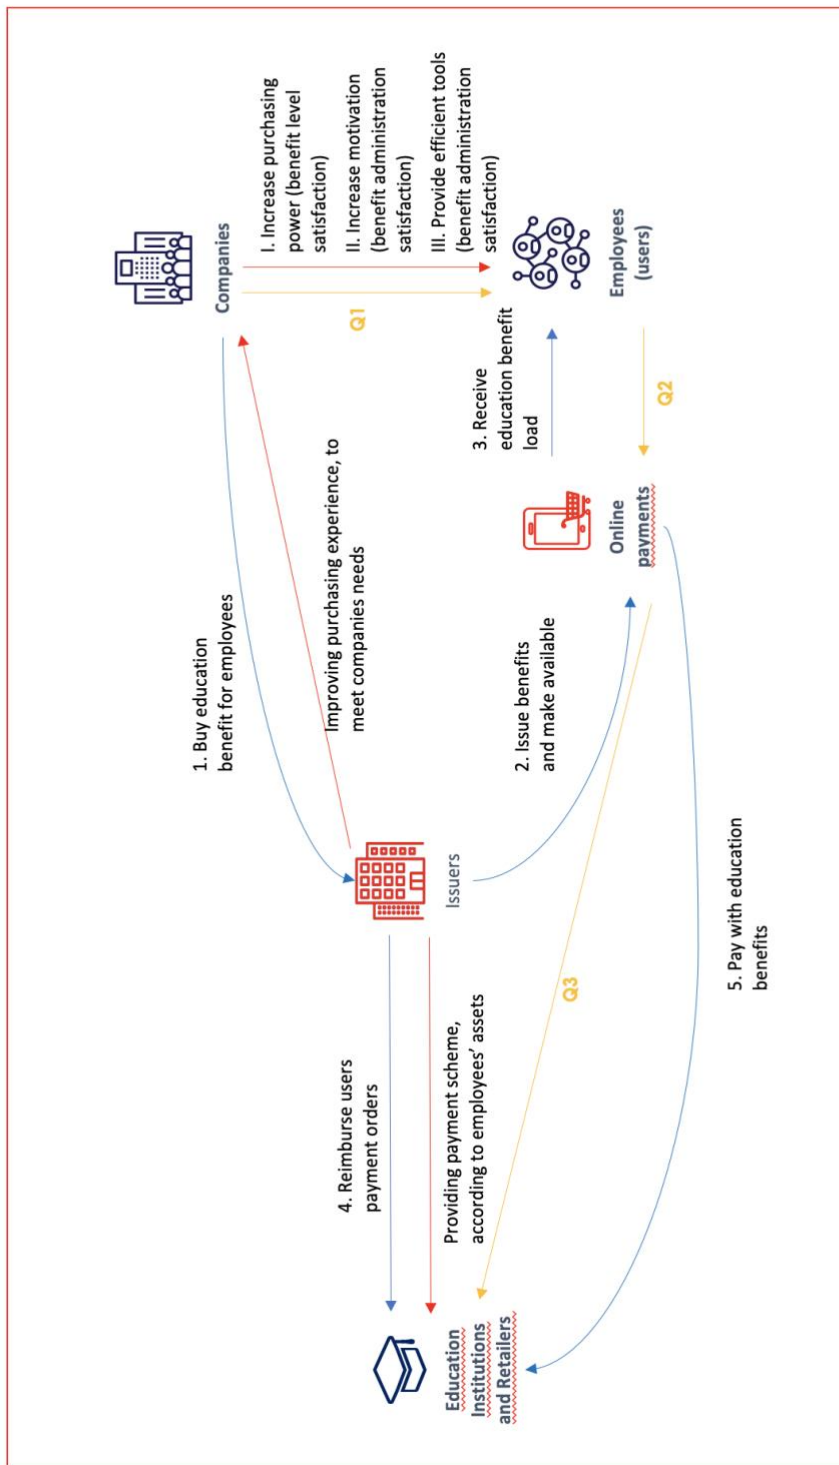 Companies
I. Increase purchasing
power (benefit level
satisfaction)
II. Increase motivation
(benefit administration
satisfaction)
III. Provide efficient tools
(benefit administration
satisfaction)
Q1
1. Buy education
benefit for employees
Improving purchasing experience, to
meet companies needs
Employees
(users)
3. Receive
education benefit
load
Q2
Online
payments
Issuers
2. Issue benefits
and make available
4. Reimburse users
payment orders
Providing payment scheme,
according to employees’ assets
Q3
Education
Institutions
and Retailers
5. Pay with education
benefits